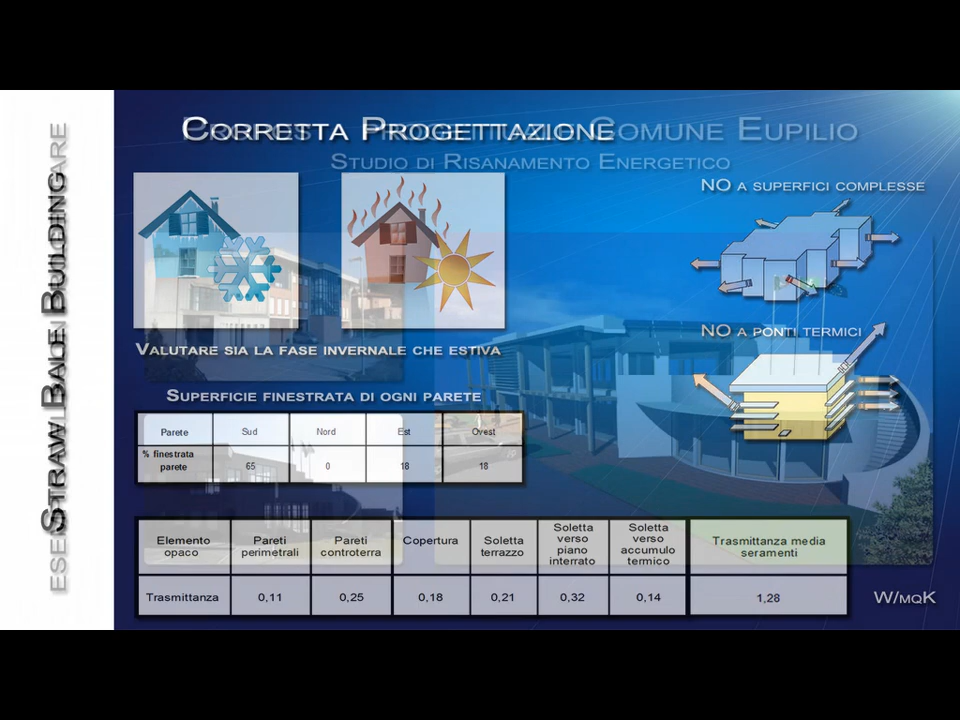 CORRETTA PROGETTAZIONE
COMUNE EUPILIO
STUDIO DI RISANAMENTO ENERGETICO
STRAW BALE BUILDING
NO A SUPERFICI COMPLESSE
NO A PONTI TERMICI
VALUTARE SIA LA FASE INVERNALE CHE ESTIVA
SUPERFICIE FINESTRATA DI OGNI PARETE
Parete Sud Nord Est Ovest
% finestrata parete 65 0 18 18
Elemento opaco Pareti perimetrali Pareti controterra Copertura Soletta terrazzo Soletta verso piano interrato Soletta verso accumulo termico Trasmittanza media seramenti
Trasmittanza 0,11 0,25 0,18 0,21 0,32 0,14 1,28
W/MQK